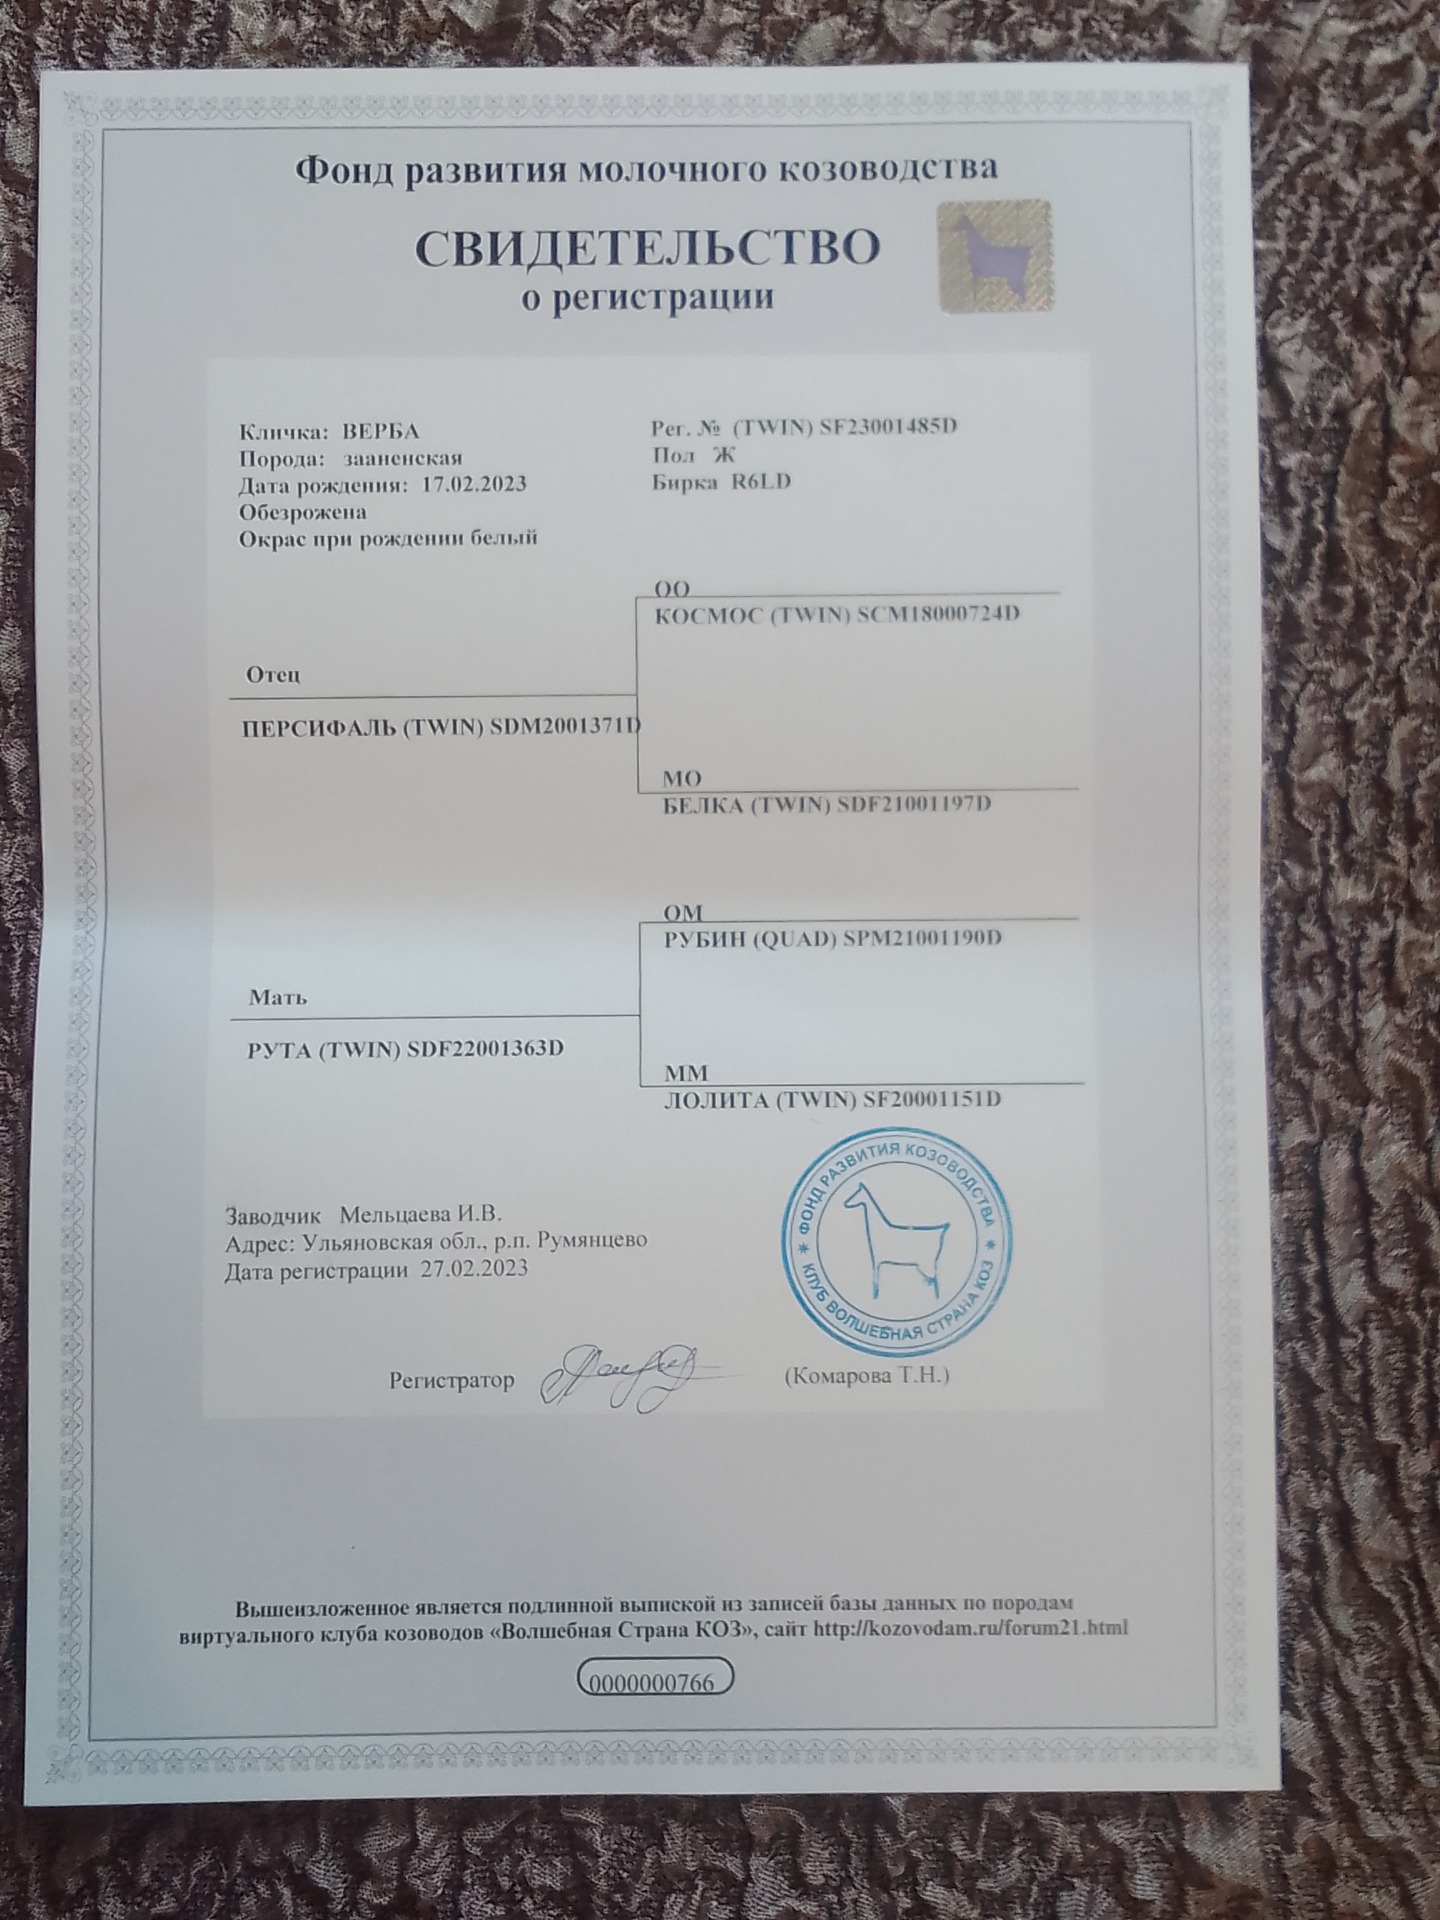 Фонд развития молочного козоводства
СВИДЕТЕЛЬСТВО
о регистрации
Кличка: ВЕРБА
Порода: зааненская
Дата рождения: 17.02.2023
Обезрожена
Окрас при рождении белый
Рег. № (TWIN) SF23001485D
Пол Ж
Бирка R6LD
ОО
КОСМОС (TWIN) SCM18000724D
Отец
ПЕРСИФАЛЬ (TWIN) SDM2001371D
МО
БЕЛКА (TWIN) SDF21001197D
ОМ
РУБИН (QUAD) SPM21001190D
Мать
РУТА (TWIN) SDF22001363D
ММ
ЛОЛИТА (TWIN) SF20001151D
Заводчик Мельцаева И.В.
Адрес: Ульяновская обл., р.п. Румянцево
Дата регистрации 27.02.2023
ФОНД РАЗВИТИЯ КОЗОВОДСТВА
КЛУБ ВОЛШЕБНАЯ СТРАНА КОЗ
Регистратор (Комарова Т.Н.)
Вышеизложенное является подлинной выпиской из записей базы данных по породам
виртуального клуба козоводов «Волшебная Страна КОЗ», сайт http://kozovodam.ru/forum21.html
0000000766